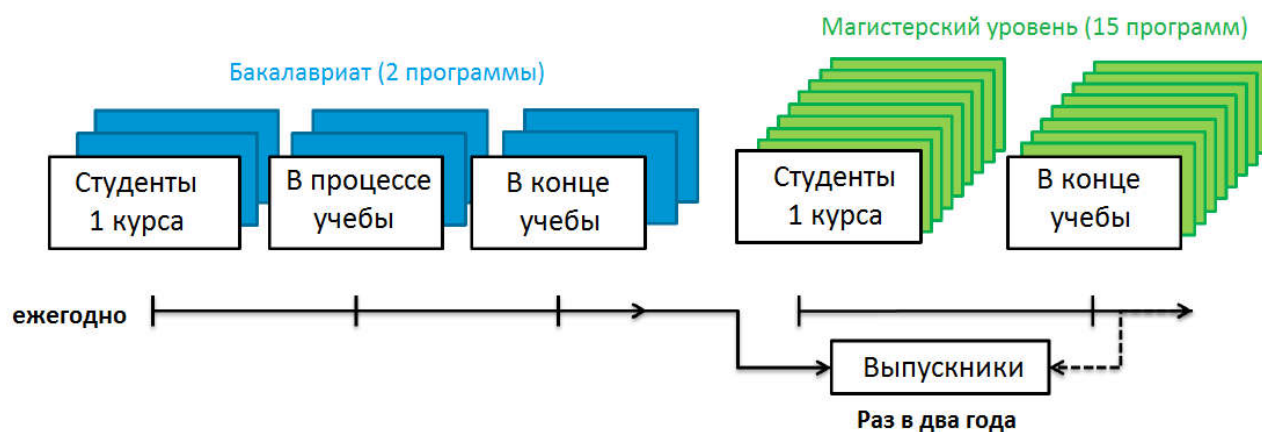 Магистерский уровень (15 программ)
Бакалавриат (2 программы)
Студенты
1 курса
В процессе
учебы
В конце
учебы
Студенты
1 курса
В конце
учебы
ежегодно
Выпускники
Раз в два года